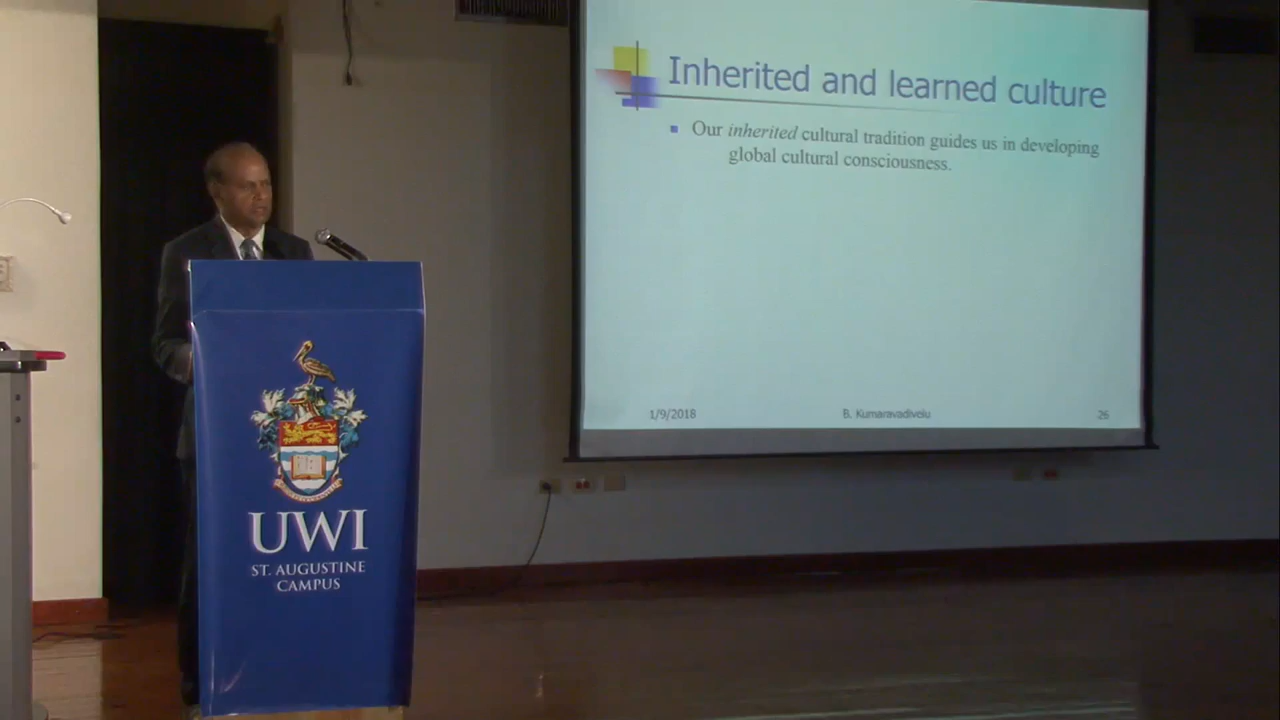 Inherited and learned culture
Our inherited cultural tradition guides us in developing
global cultural consciousness.
1/9/2018
B. Kumaravadivelu
26
UWI
ST. AUGUSTINE
CAMPUS